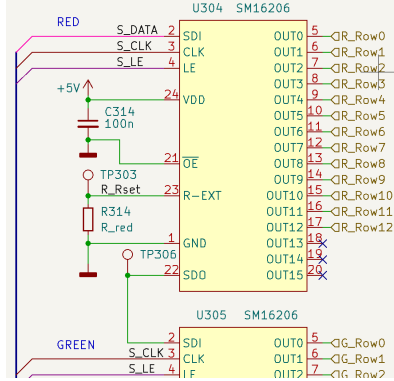 U304 SM16206
RED
S_DATA 2 SDI OUT0 5 R_Row0
S_CLK 3 CLK OUT1 6 R_Row1
S_LE 4 LE OUT2 7 R_Row2
OUT3 8 R_Row3
+5V 24 VDD OUT4 9 R_Row4
C314 OUT5 10 R_Row5
100n OUT6 11 R_Row6
OUT7 12 R_Row7
21 OE OUT8 13 R_Row8
TP303 OUT9 14 R_Row9
R_Rset 23 R-EXT OUT10 15 R_Row10
R314 OUT11 16 R_Row11
R_red OUT12 17 R_Row12
1 GND OUT13 18
TP306 OUT14 19
22 SDO OUT15 20
U305 SM16206
GREEN 2 SDI OUT0 5 G_Row0
S_CLK 3 CLK OUT1 6 G_Row1
S_LE 4 LE OUT2 7 G_Row2